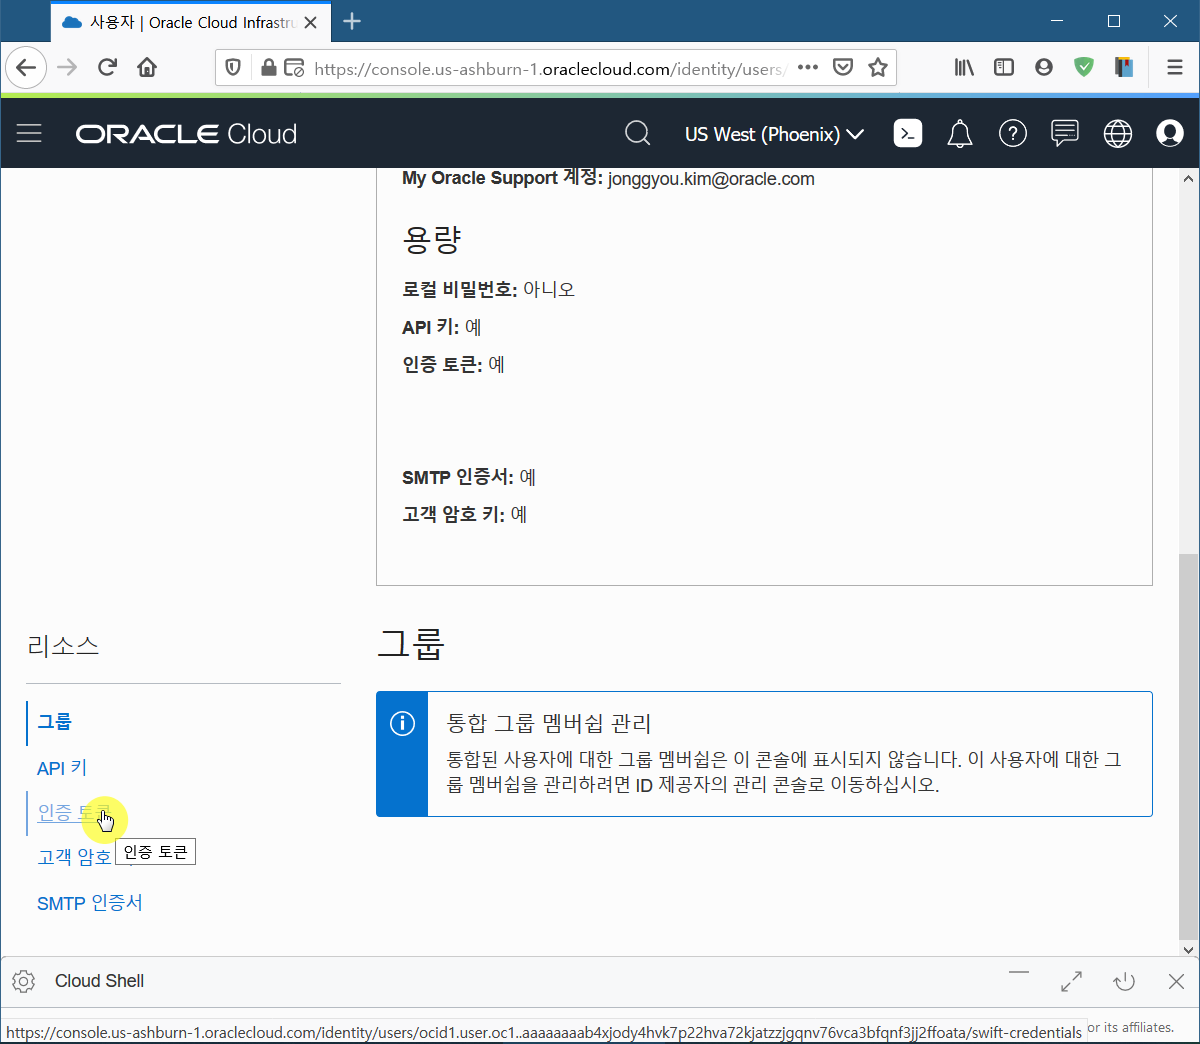 사용자 | Oracle Cloud Infrastru
https://console.us-ashburn-1.oraclecloud.com/identity/users/
ORACLE Cloud
US West (Phoenix)
My Oracle Support 계정: jonggyou.kim@oracle.com
용량
로컬 비밀번호: 아니오
API 키: 예
인증 토큰: 예
SMTP 인증서: 예
고객 암호 키: 예
리소스
그룹
API 키
인증 토큰
인증 토큰
고객 암호
SMTP 인증서
그룹
통합 그룹 멤버쉽 관리
통합된 사용자에 대한 그룹 멤버쉽은 이 콘솔에 표시되지 않습니다. 이 사용자에 대한 그
룹 멤버쉽을 관리하려면 ID 제공자의 관리 콘솔로 이동하십시오.
Cloud Shell
https://console.us-ashburn-1.oraclecloud.com/identity/users/ocid1.user.oc1..aaaaaaaab4xjody4hvk7p22hva72kjatzzjgqnv76vca3bfqnf3jj2ffoata/swift-credentials
or its affiliates.